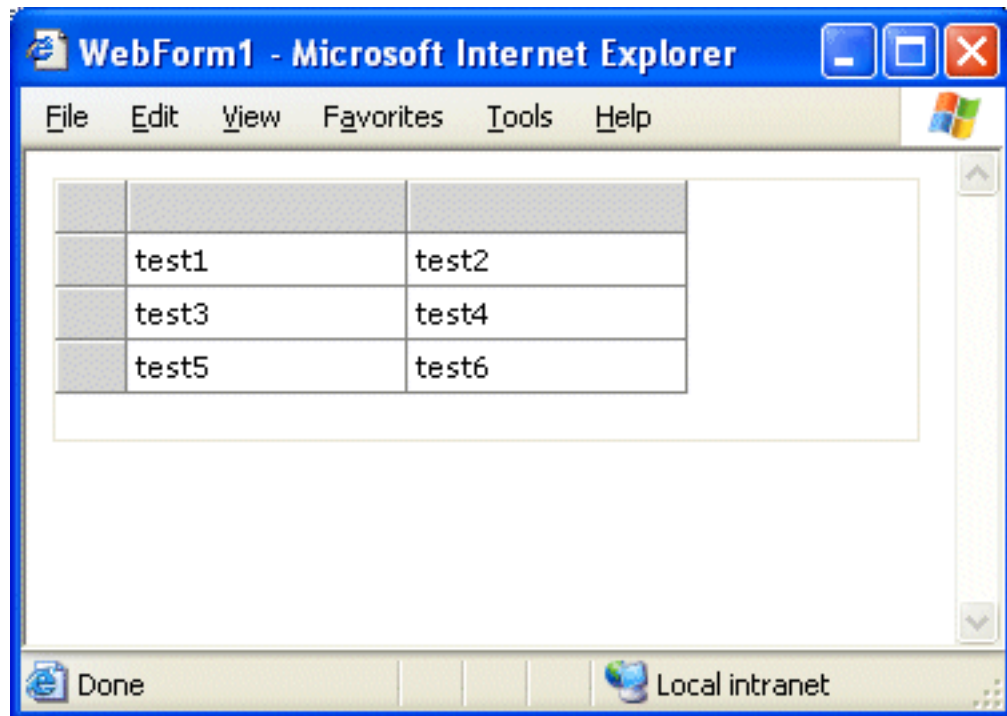 WebForm1 - Microsoft Internet Explorer
File Edit View Favorites Tools Help
test1 test2
test3 test4
test5 test6
Done Local intranet